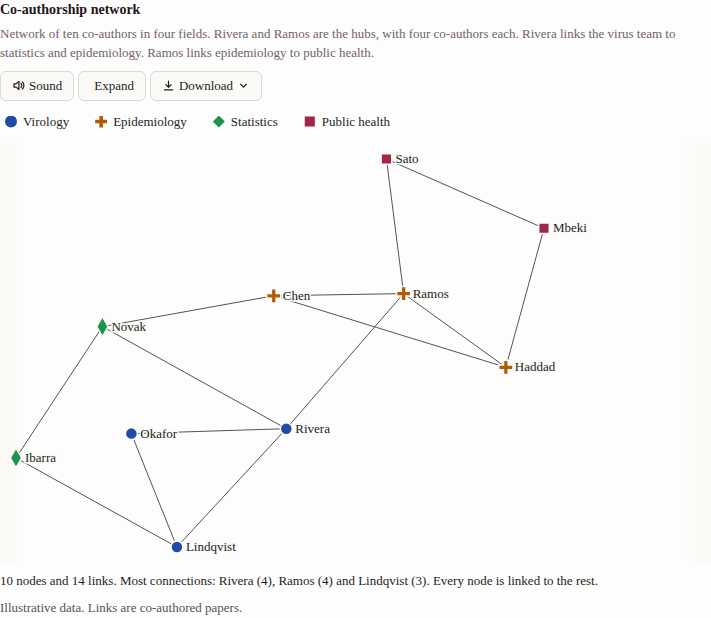 Co-authorship network
Network of ten co-authors in four fields. Rivera and Ramos are the hubs, with four co-authors each. Rivera links the virus team to
statistics and epidemiology. Ramos links epidemiology to public health.
Sound Expand Download
Virology Epidemiology Statistics Public health
Sato
Mbeki
Chen
Ramos
Novak
Haddad
Okafor
Rivera
Ibarra
Lindqvist
10 nodes and 14 links. Most connections: Rivera (4), Ramos (4) and Lindqvist (3). Every node is linked to the rest.
Illustrative data. Links are co-authored papers.